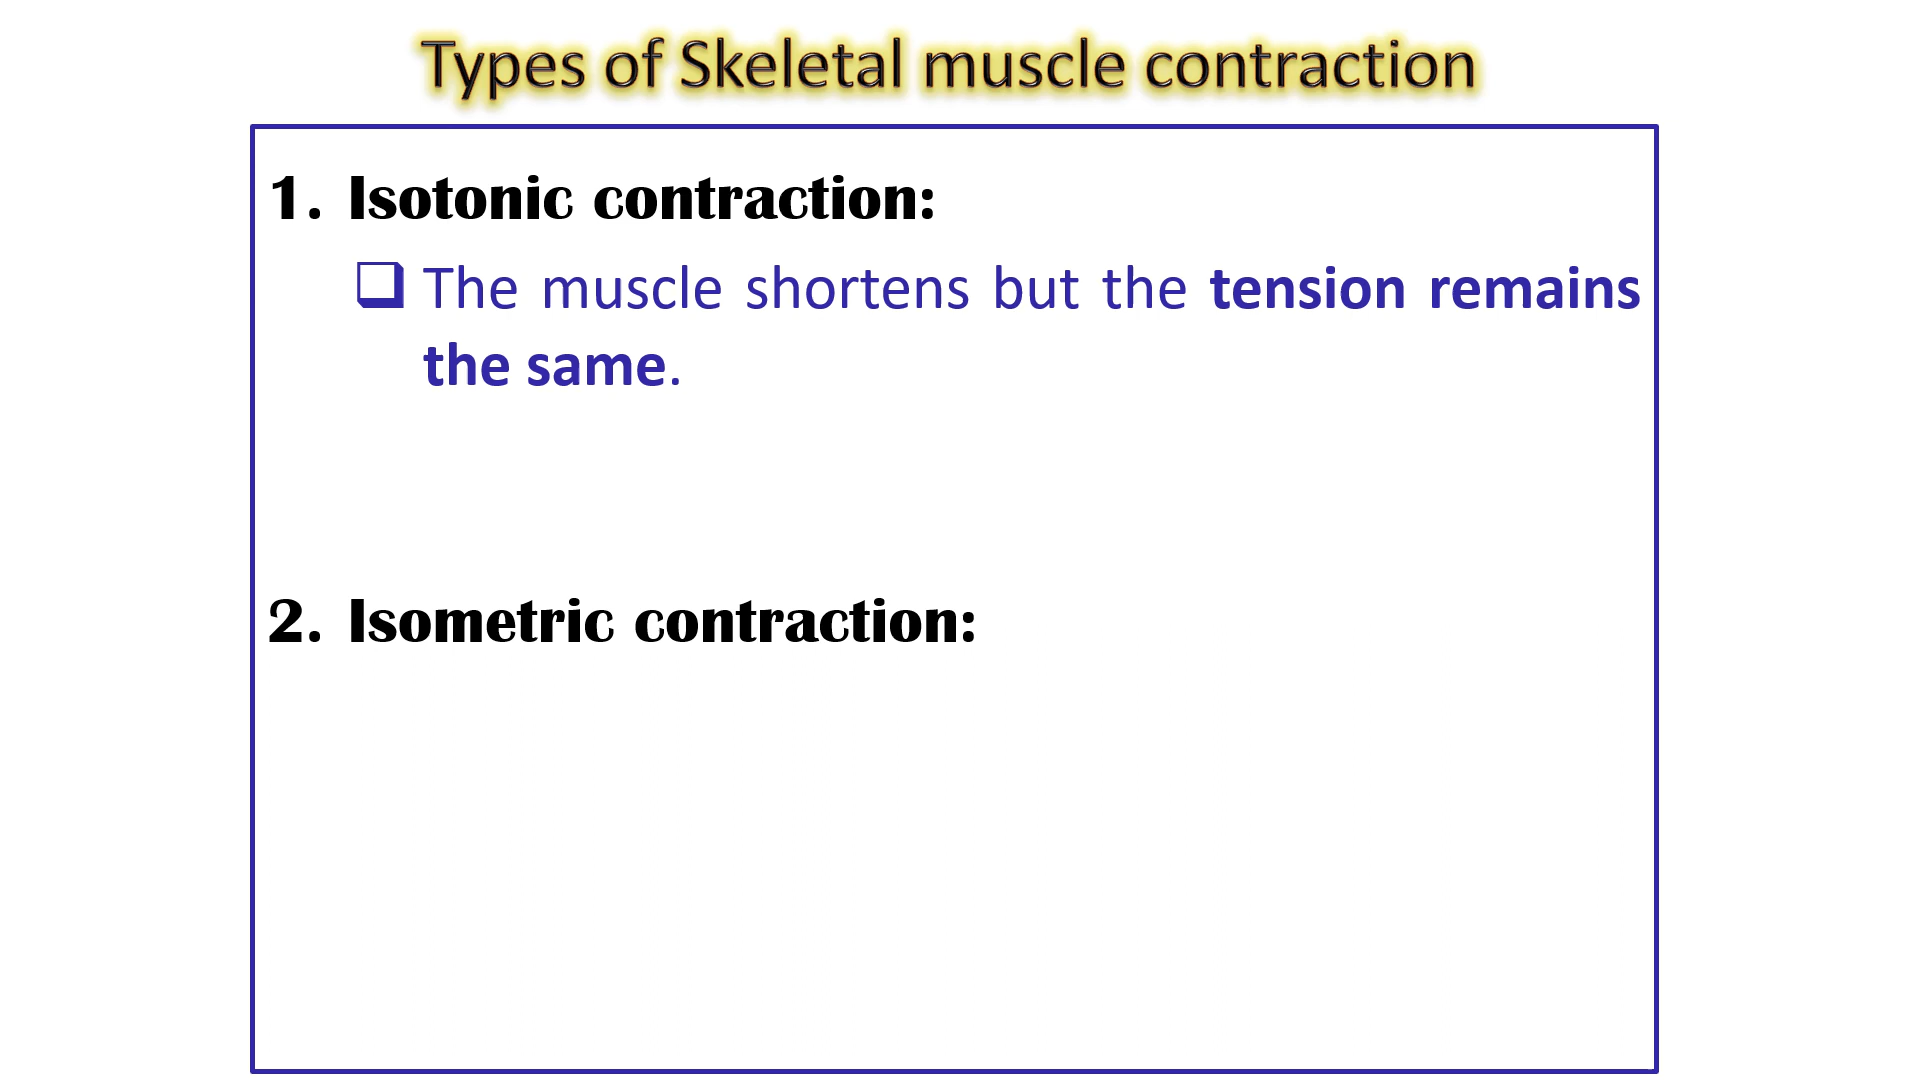 Types of Skeletal muscle contraction
1. Isotonic contraction:
❑ The muscle shortens but the tension remains
the same.
2. Isometric contraction: